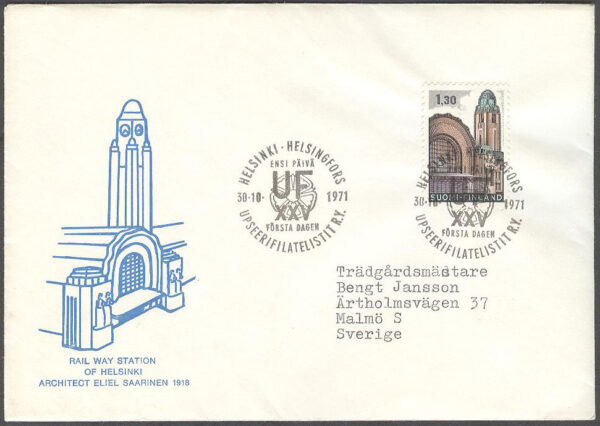 1,30
SUOMI-FINLAND
HELSINKI - HELSINGFORS
ENSI PÄIVÄ
UF
30.10. 1971
XXV
FÖRSTA DAGEN
UPSEERIFILATELISTIT R.Y.
HELSINKI - HELSINGFORS
30.10. 1971
XXV
FÖRSTA DAGEN
UPSEERIFILATELISTIT R.Y.
Trädgårdsmästare
Bengt Jansson
Ärtholmsvägen 37
Malmö S
Sverige
RAIL WAY STATION
OF HELSINKI
ARCHITECT ELIEL SAARINEN 1918